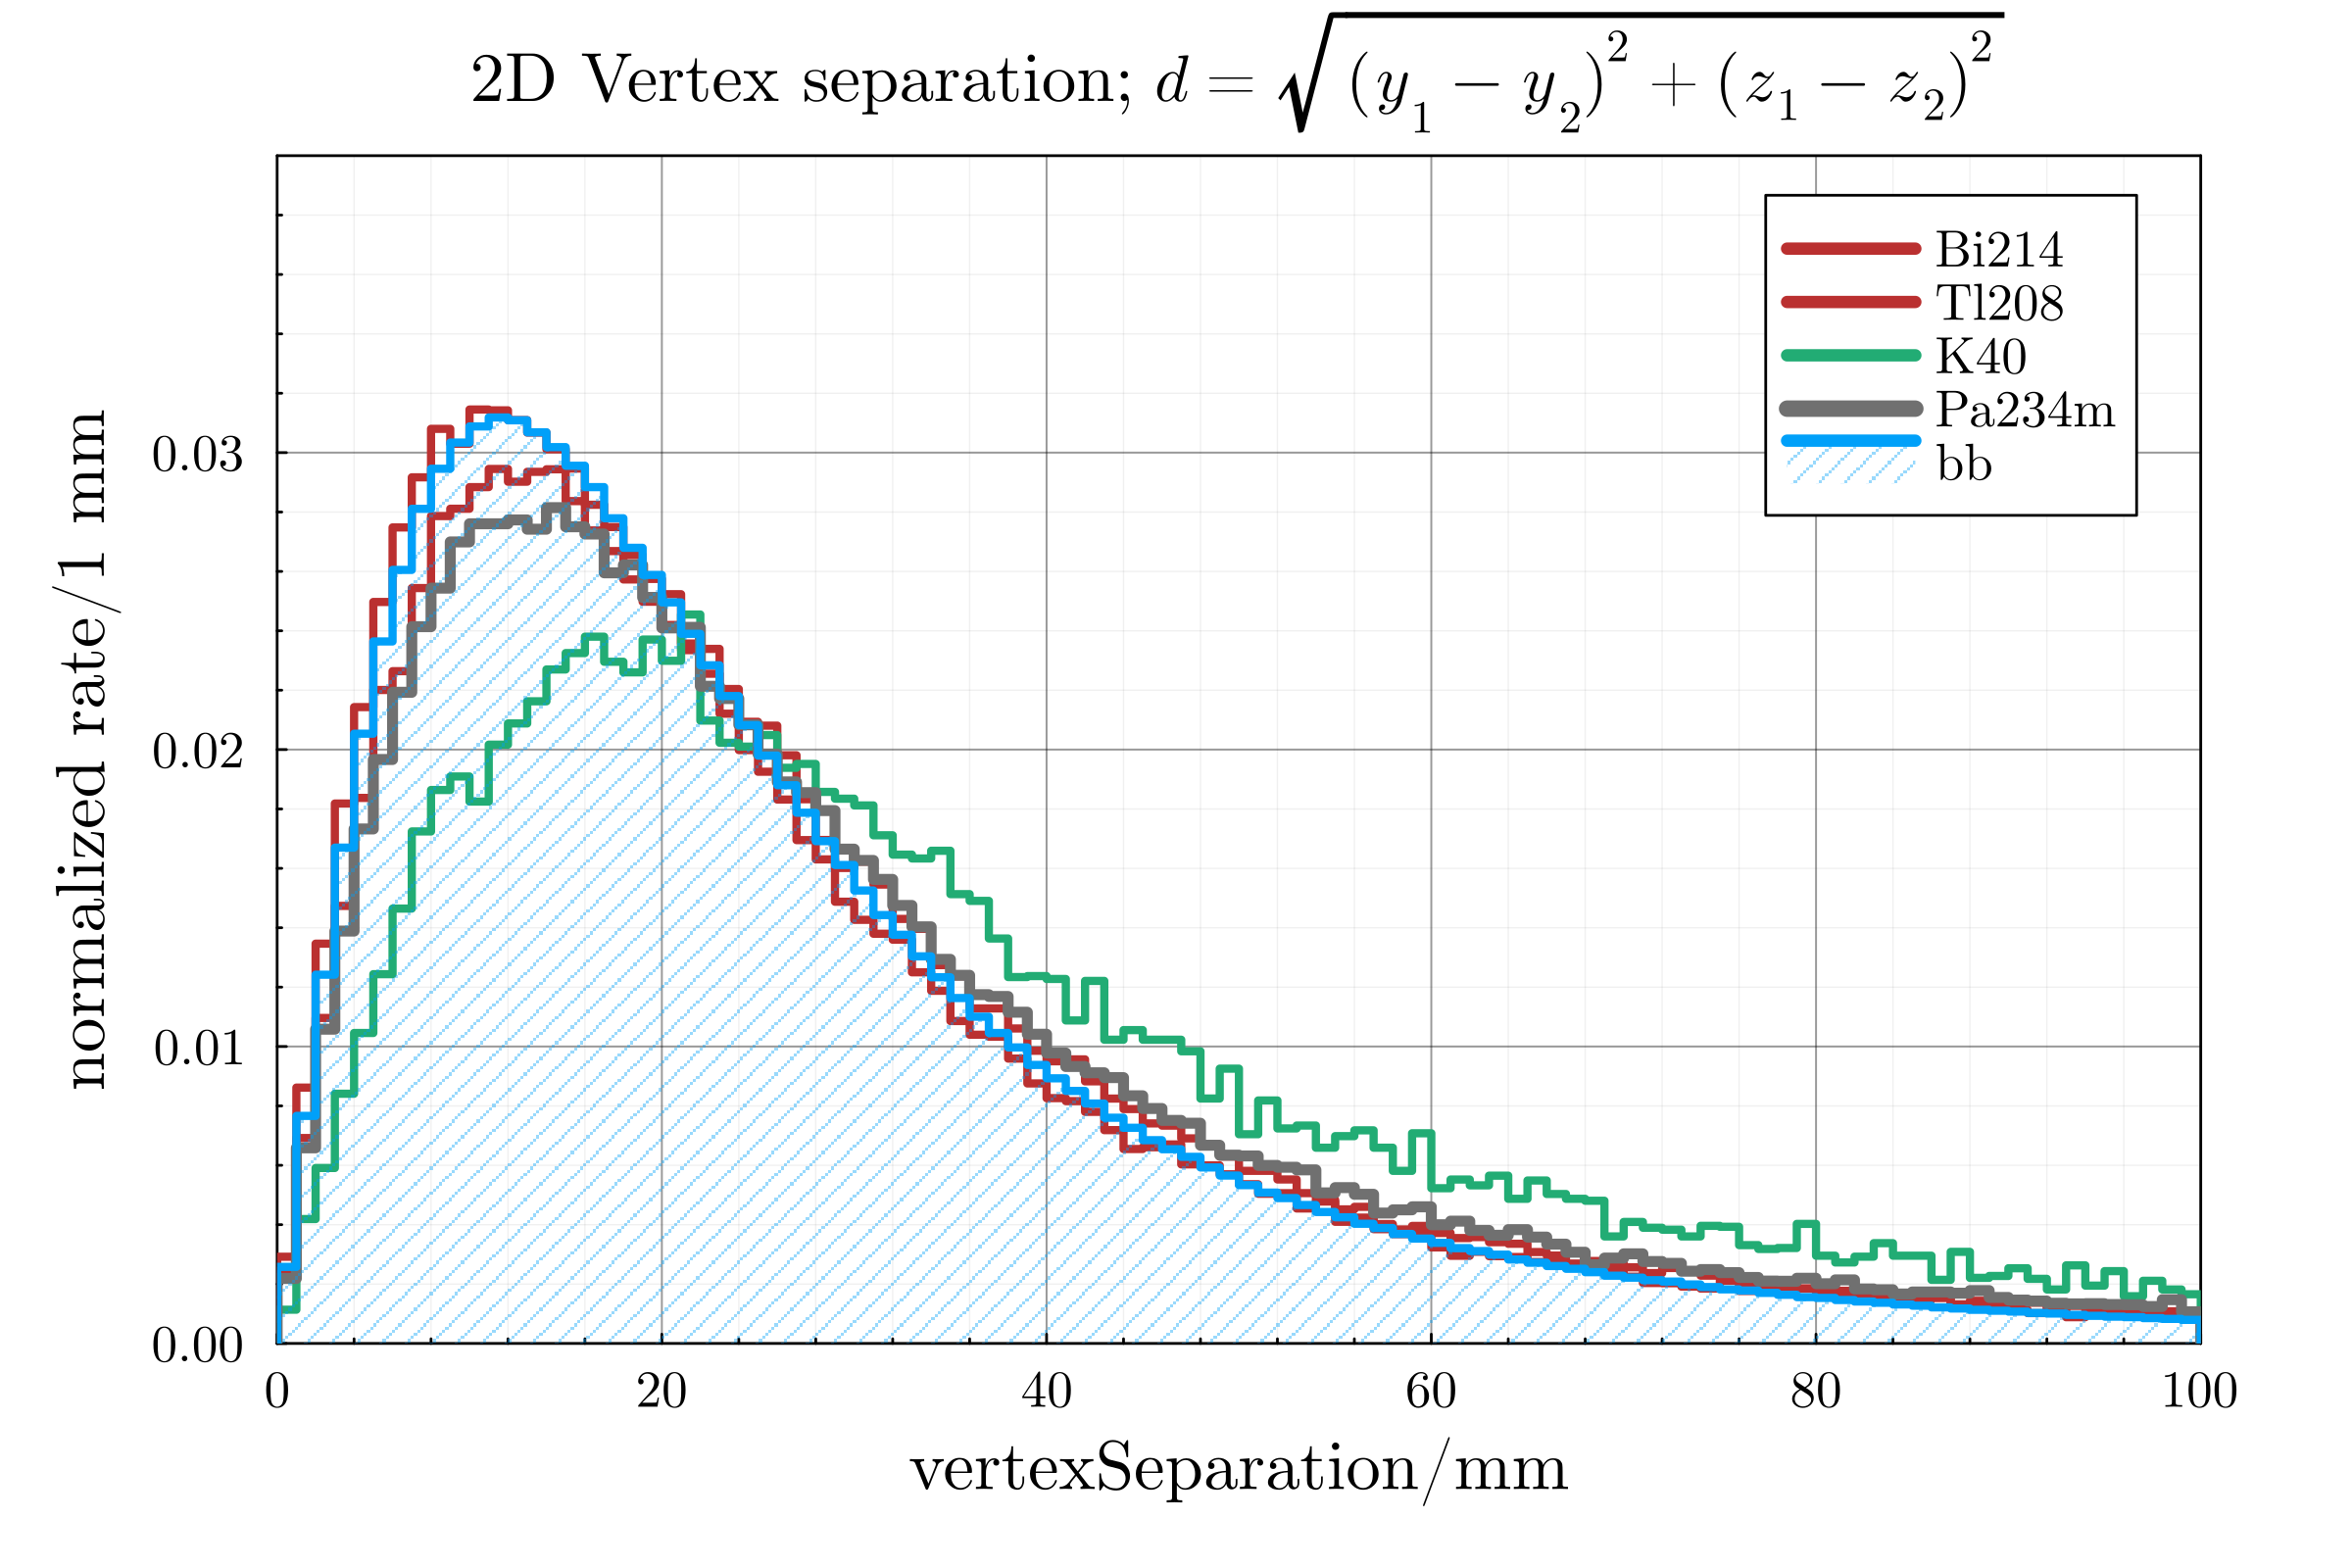 2D Vertex separation; d = √((y₁ − y₂)² + (z₁ − z₂)²)
normalized rate/1 mm
0.03
0.02
0.01
0.00
0 20 40 60 80 100
vertexSeparation/mm
Bi214
Tl208
K40
Pa234m
bb